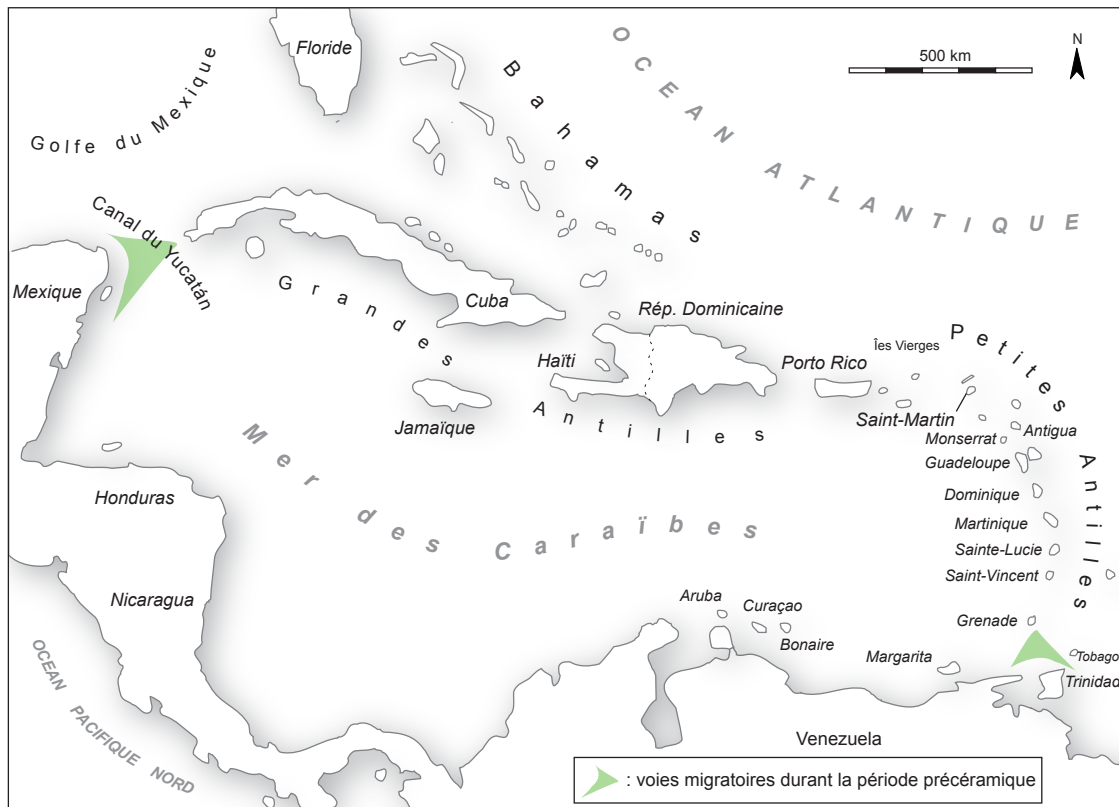 Floride
OCEAN ATLANTIQUE
500 km
N
Golfe du Mexique
Bahamas
Canal du Yucatán
Mexique
Grandes
Antilles
Cuba
Rép. Dominicaine
Haïti
Porto Rico
Îles Vierges
Petites
Antilles
Jamaïque
Saint-Martin
Monserrat
Antigua
Guadeloupe
Mer des Caraïbes
Honduras
Dominique
Martinique
Sainte-Lucie
Saint-Vincent
Nicaragua
Aruba
Curaçao
Bonaire
Grenade
Margarita
Tobago
Trinidad
OCEAN PACIFIQUE NORD
Venezuela
: voies migratoires durant la période précéramique